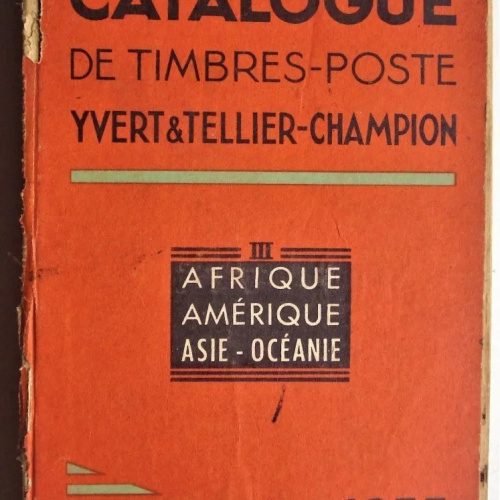 CATALOGUE
DE TIMBRES-POSTE
YVERT & TELLIER-CHAMPION
III
AFRIQUE
AMÉRIQUE
ASIE - OCÉANIE